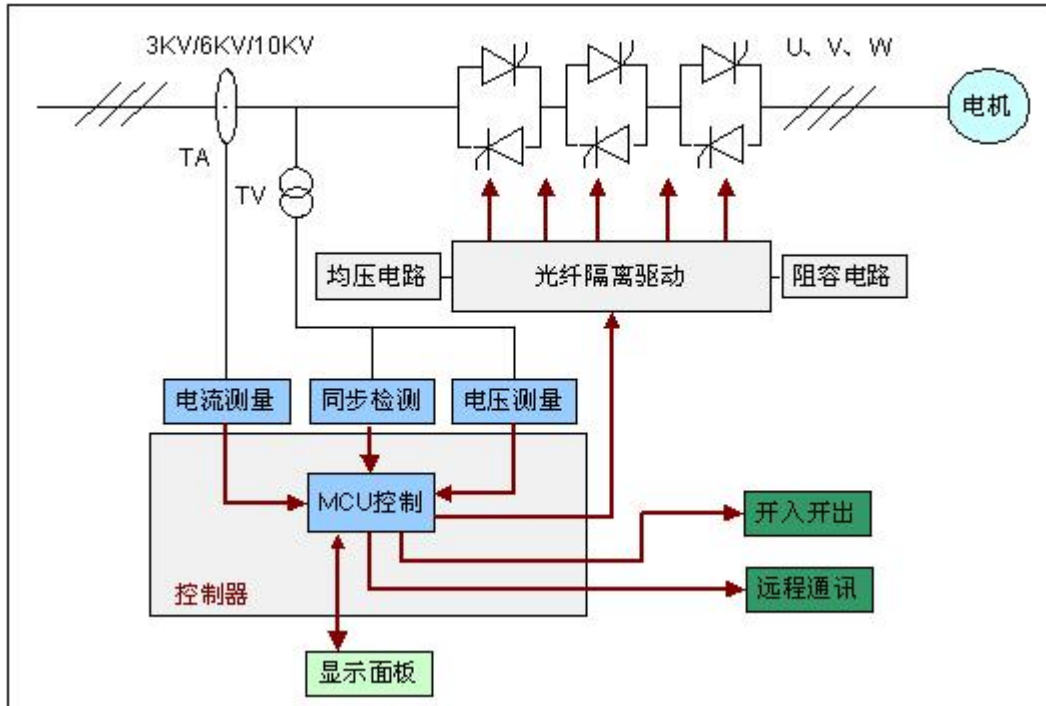 3KV/6KV/10KV
U、V、W
电机
TA
TV
均压电路
光纤隔离驱动
阻容电路
电流测量
同步检测
电压测量
MCU控制
开入开出
控制器
远程通讯
显示面板